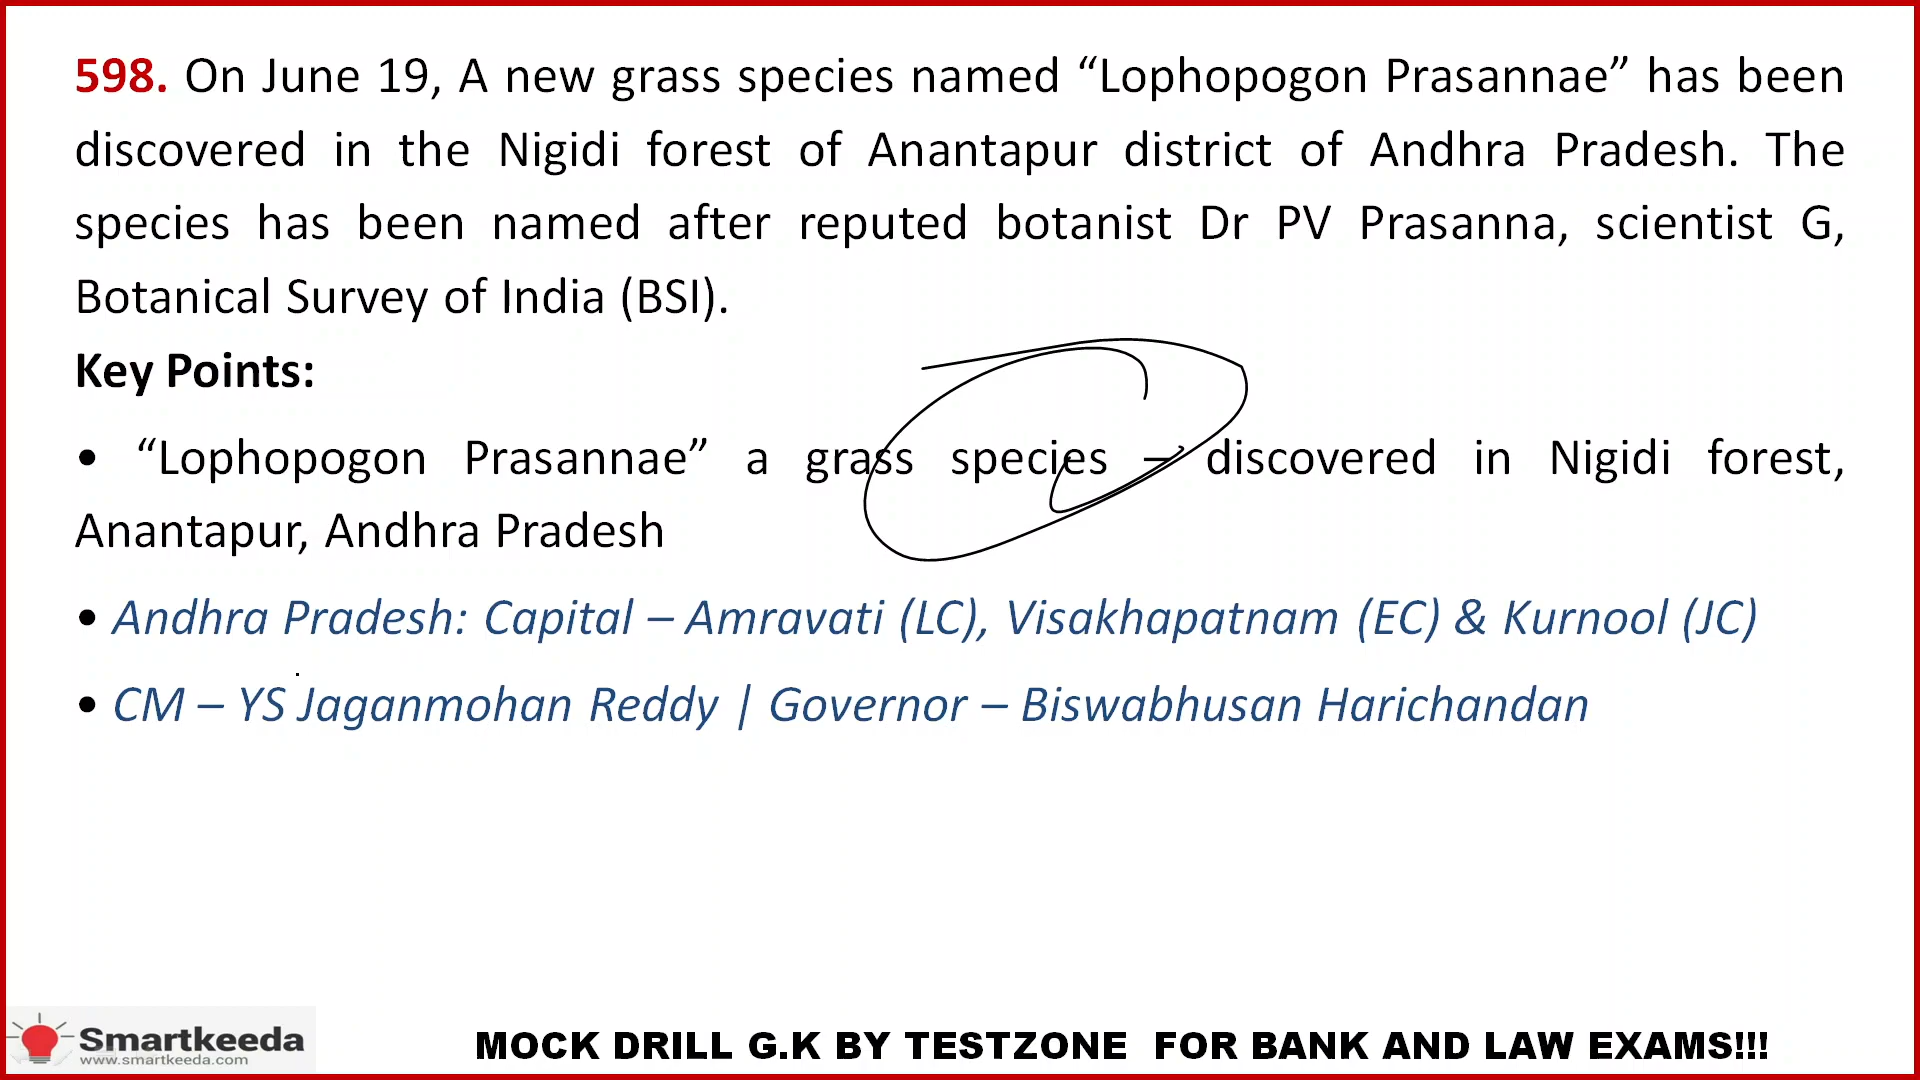 598. On June 19, A new grass species named “Lophopogon Prasannae” has been
discovered in the Nigidi forest of Anantapur district of Andhra Pradesh. The
species has been named after reputed botanist Dr PV Prasanna, scientist G,
Botanical Survey of India (BSI).
Key Points:
• “Lophopogon Prasannae” a grass species – discovered in Nigidi forest,
Anantapur, Andhra Pradesh
• Andhra Pradesh: Capital – Amravati (LC), Visakhapatnam (EC) & Kurnool (JC)
• CM – YS Jaganmohan Reddy | Governor – Biswabhusan Harichandan
Smartkeeda
www.smartkeeda.com
MOCK DRILL G.K BY TESTZONE FOR BANK AND LAW EXAMS!!!